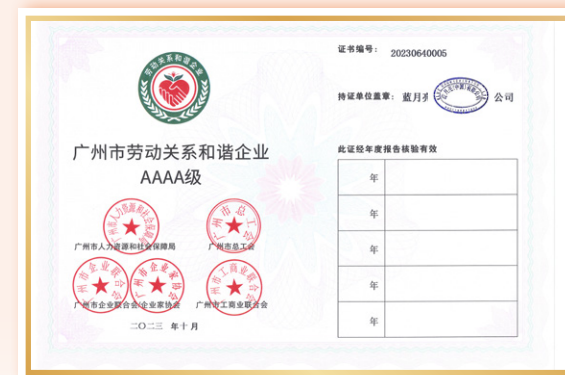 劳动关系和谐企业
广州市劳动关系和谐企业
AAAA级
广州市人力资源和社会保障局
广州市总工会
广州市企业联合会/企业家协会
广州市工商业联合会
二〇二三 年十月
证书编号： 20230640005
持证单位盖章： 蓝月 公司
此证经年度报告核验有效
年
年
年
年
年